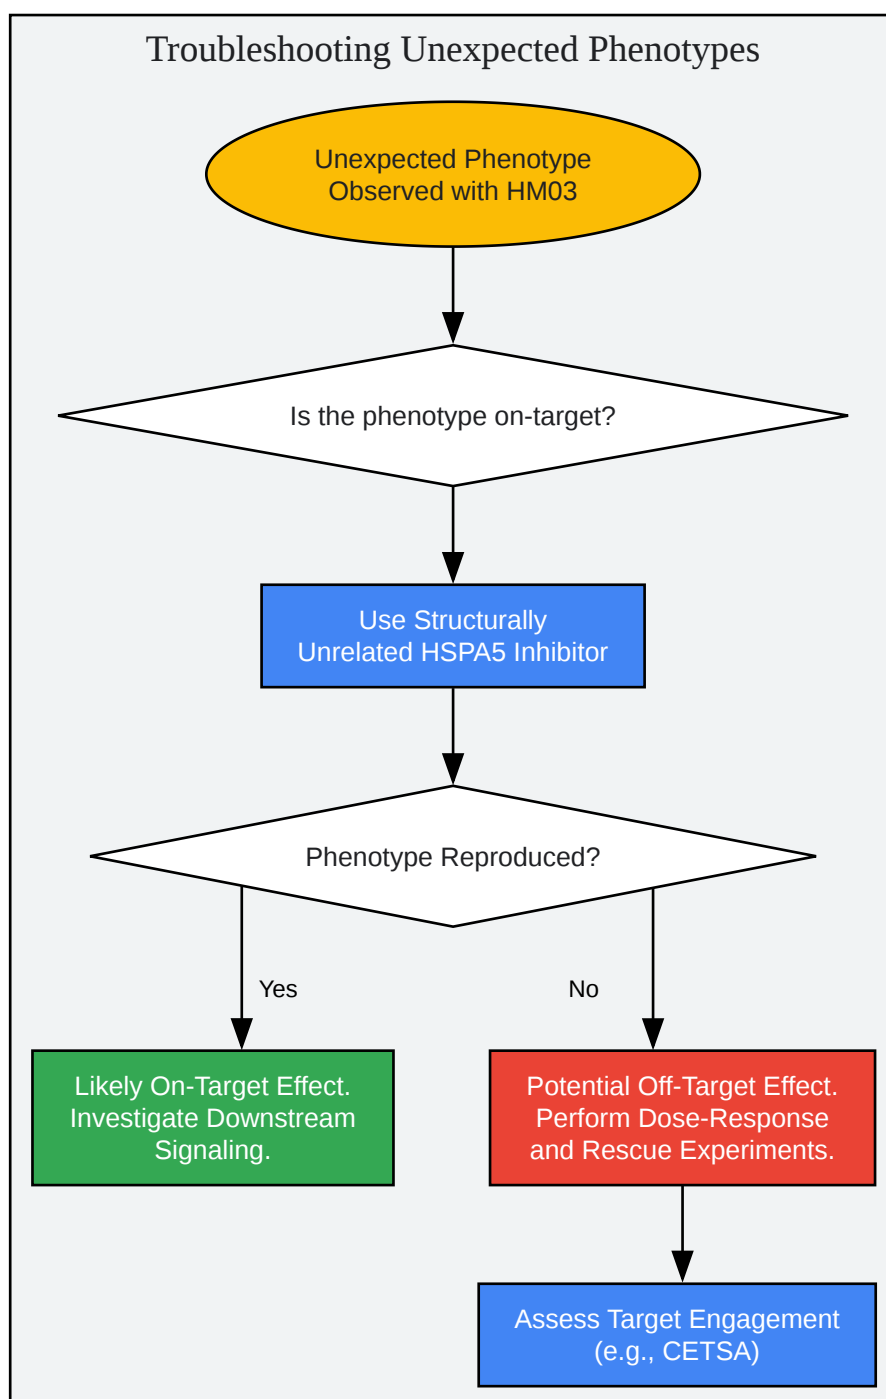 Troubleshooting Unexpected Phenotypes
Unexpected Phenotype
Observed with HM03
Is the phenotype on-target?
Use Structurally
Unrelated HSPA5 Inhibitor
Phenotype Reproduced?
Yes
No
Likely On-Target Effect.
Investigate Downstream
Signaling.
Potential Off-Target Effect.
Perform Dose-Response
and Rescue Experiments.
Assess Target Engagement
(e.g., CETSA)